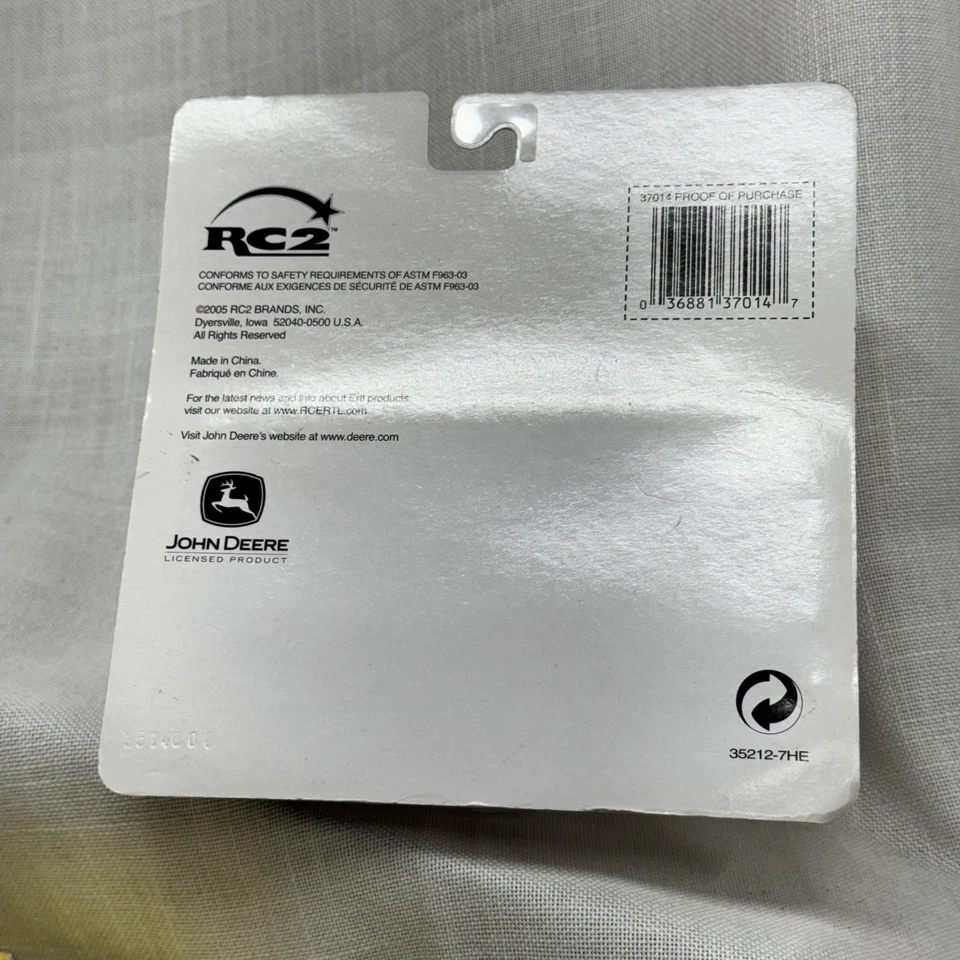 RC2™
CONFORMS TO SAFETY REQUIREMENTS OF ASTM F963-03
CONFORME AUX EXIGENCES DE SÉCURITÉ DE ASTM F963-03
©2005 RC2 BRANDS, INC.
Dyersville, Iowa 52040-0500 U.S.A.
All Rights Reserved
Made in China.
Fabriqué en Chine.
For the latest news and info about Ertl products,
visit our website at www.RCERTL.com
Visit John Deere's website at www.deere.com
JOHN DEERE
LICENSED PRODUCT
37014 PROOF OF PURCHASE
0 36881 37014 7
35212-7HE